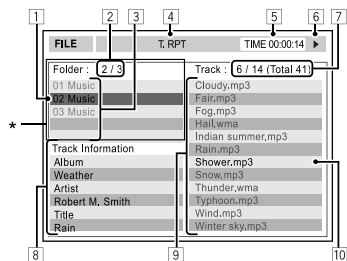 2 3 4 5 6 7
FILE T. RPT TIME 00:00:14
Folder : 2 / 3 Track : 6 / 14 (Total 41)
1
01 Music
02 Music
03 Music
*
Cloudy.mp3
Fair.mp3
Fog.mp3
Hail.wma
Indian summer.mp3
Rain.mp3
Shower.mp3
Snow.mp3
Thunder.wma
Typhoon.mp3
Wind.mp3
Winter sky.mp3
Track Information
Album
Weather
Artist
Robert M. Smith
Title
Rain
8 9 10